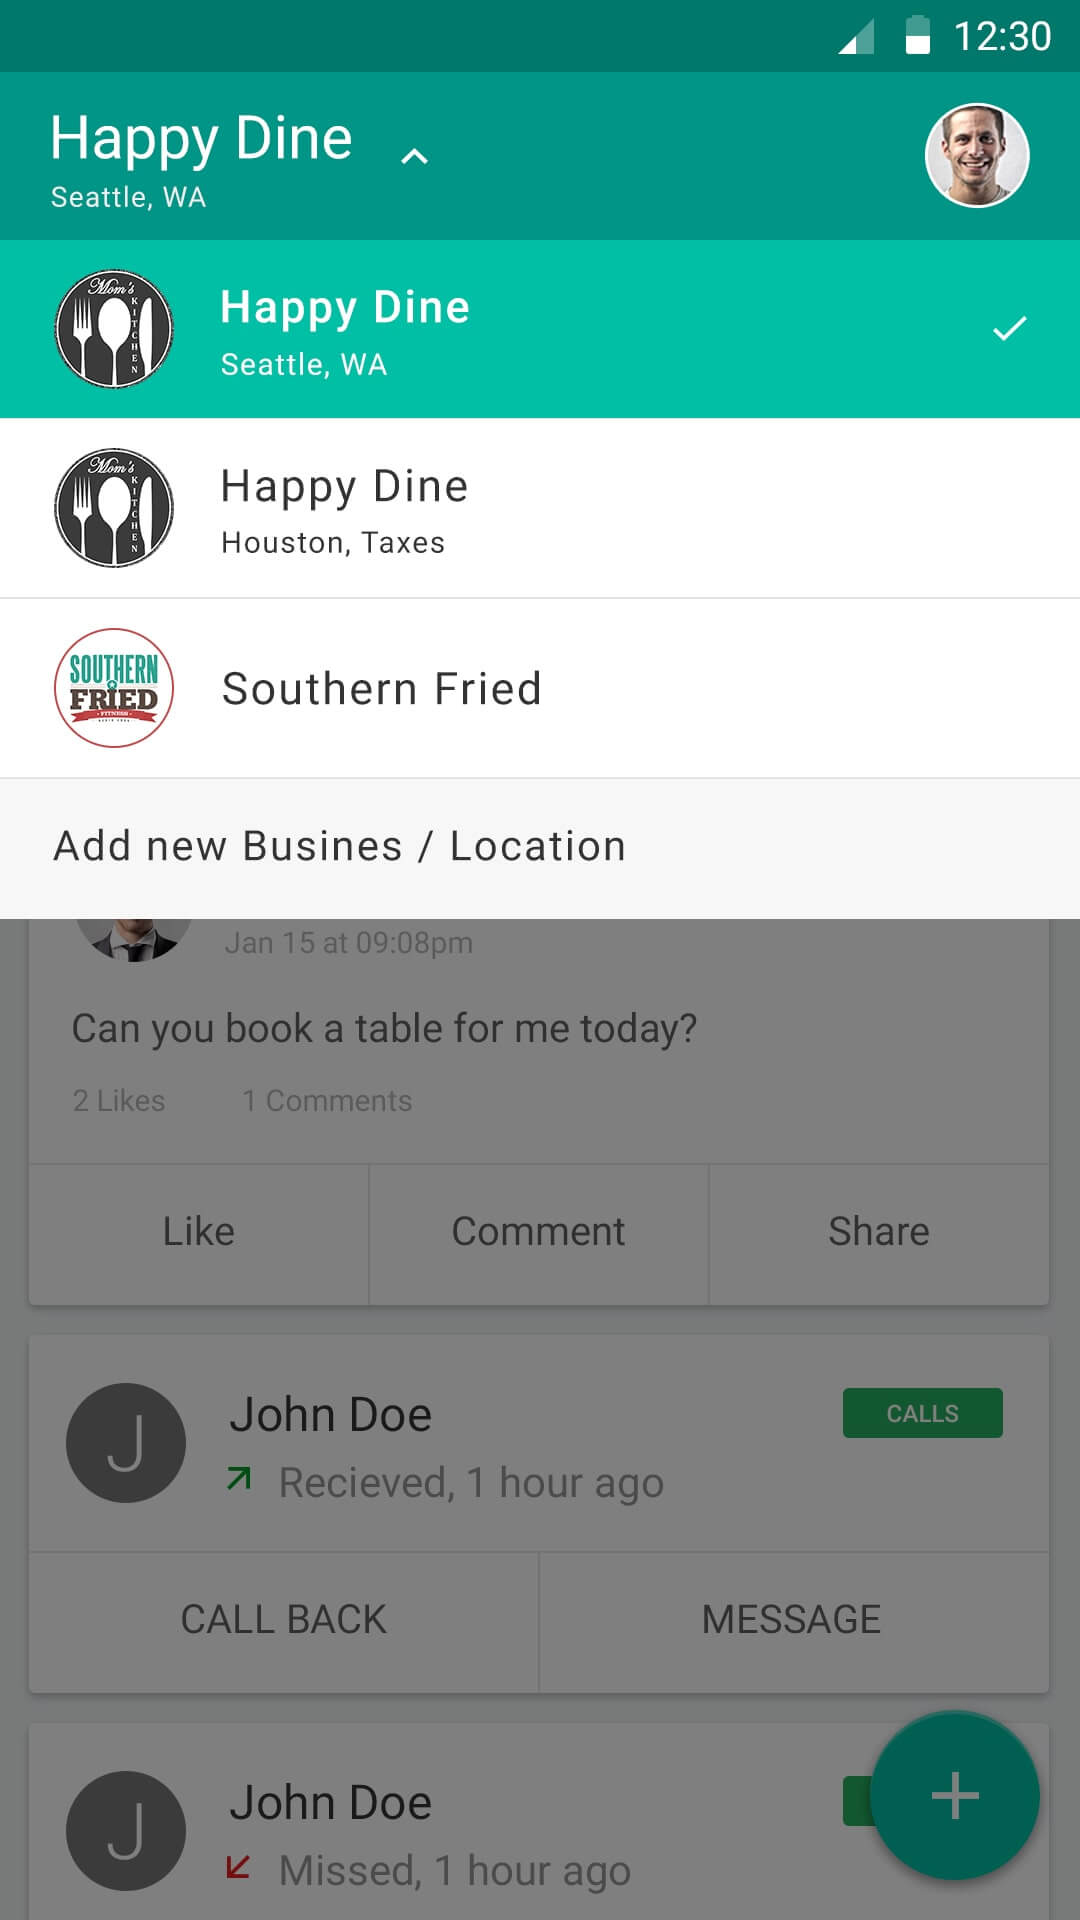 12:30
Happy Dine
Seattle, WA
Mom's
KITCHEN
Happy Dine
Seattle, WA
Mom's
KITCHEN
Happy Dine
Houston, Taxes
SOUTHERN
FRIED
FITNESS
Southern Fried
Add new Busines / Location
Jan 15 at 09:08pm
Can you book a table for me today?
2 Likes 1 Comments
Like Comment Share
J
John Doe
CALLS
Recieved, 1 hour ago
CALL BACK MESSAGE
J
John Doe
Missed, 1 hour ago